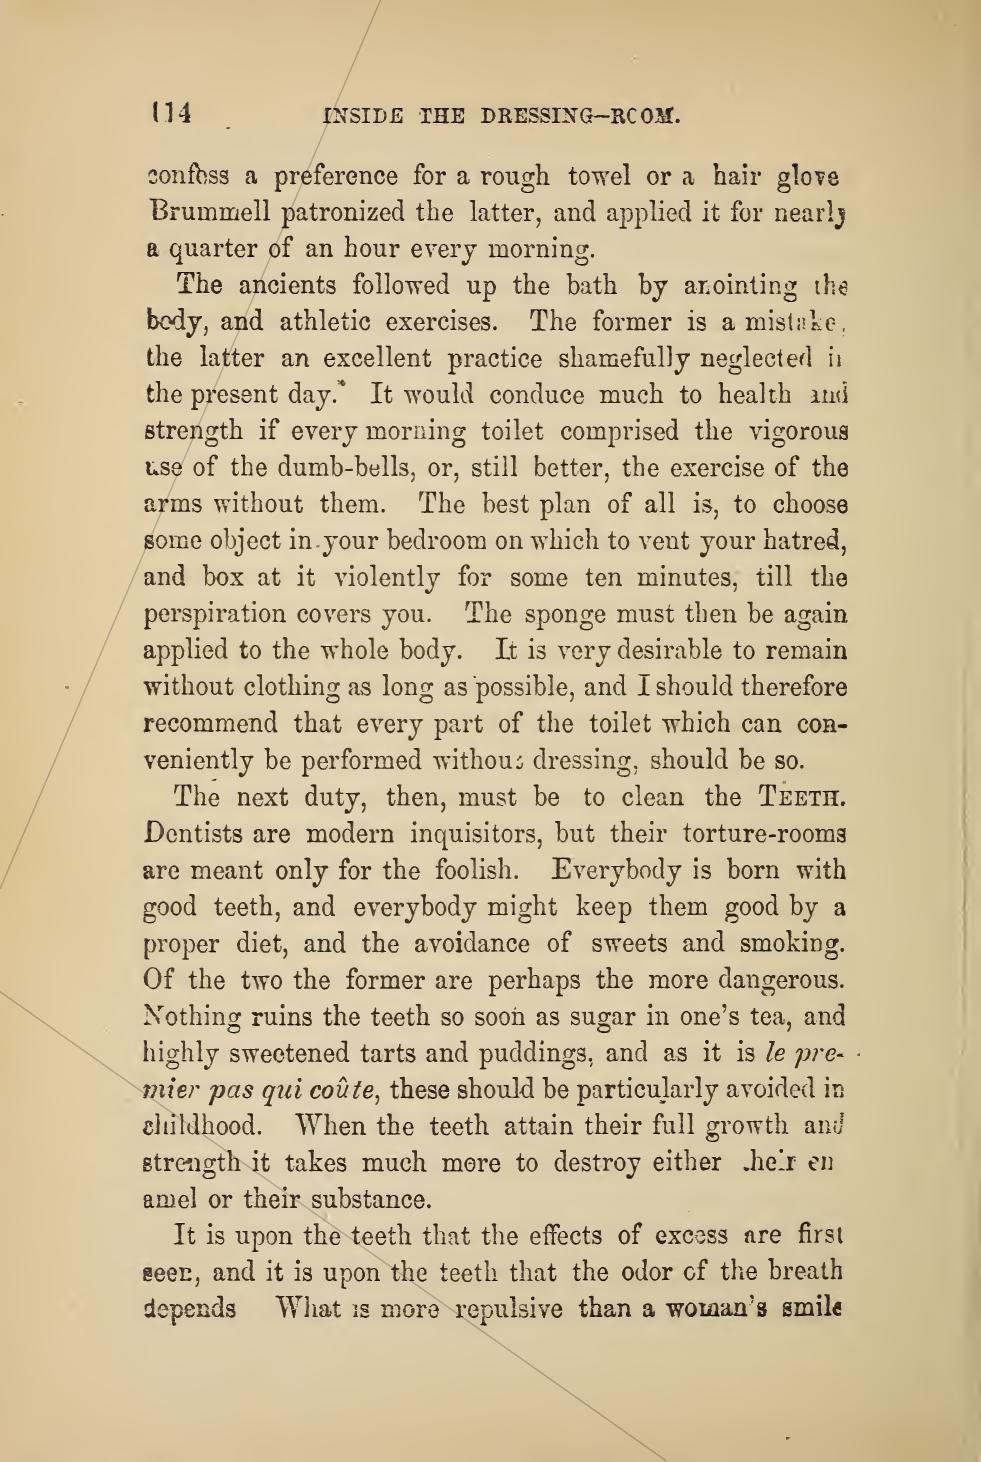 114 INSIDE THE DRESSING-ROOM.
confess a preference for a rough towel or a hair glove
Brummell patronized the latter, and applied it for nearly
a quarter of an hour every morning.
The ancients followed up the bath by anointing the
body, and athletic exercises. The former is a mistake,
the latter an excellent practice shamefully neglected in
the present day. It would conduce much to health and
strength if every morning toilet comprised the vigorous
use of the dumb-bells, or, still better, the exercise of the
arms without them. The best plan of all is, to choose
some object in your bedroom on which to vent your hatred,
and box at it violently for some ten minutes, till the
perspiration covers you. The sponge must then be again
applied to the whole body. It is very desirable to remain
without clothing as long as possible, and I should therefore
recommend that every part of the toilet which can con-
veniently be performed without dressing, should be so.
The next duty, then, must be to clean the TEETH.
Dentists are modern inquisitors, but their torture-rooms
are meant only for the foolish. Everybody is born with
good teeth, and everybody might keep them good by a
proper diet, and the avoidance of sweets and smoking.
Of the two the former are perhaps the more dangerous.
Nothing ruins the teeth so soon as sugar in one's tea, and
highly sweetened tarts and puddings, and as it is le pre-
mier pas qui coûte, these should be particularly avoided in
childhood. When the teeth attain their full growth and
strength it takes much more to destroy either their en
amel or their substance.
It is upon the teeth that the effects of excess are first
seen, and it is upon the teeth that the odor of the breath
depends What is more repulsive than a woman's smile